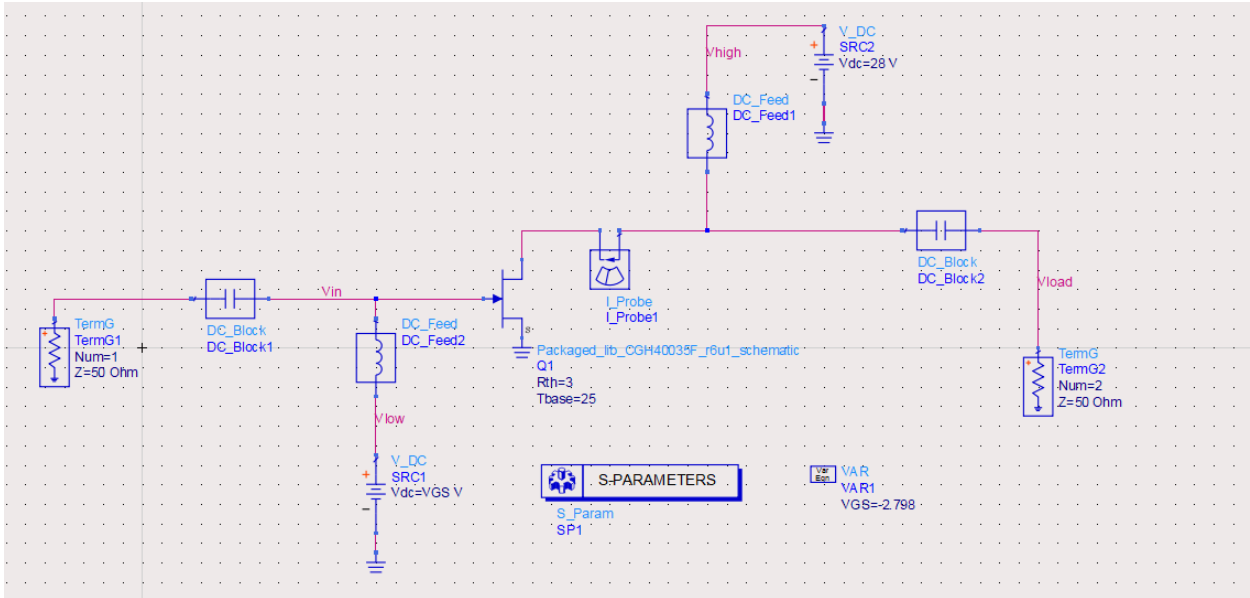 V_DC
SRC2
Vdc=28 V
Vhigh
DC_Feed
DC_Feed1
DC_Block
DC_Block2
Vload
I_Probe
I_Probe1
Vin
DC_Block
DC_Block1
TermG
TermG1
Num=1
Z=50 Ohm
DC_Feed
DC_Feed2
S
Packaged_lib_CGH40035F_r6u1_schematic
Q1
Rth=3
Tbase=25
TermG
TermG2
Num=2
Z=50 Ohm
Vlow
V_DC
SRC1
Vdc=VGS V
S-PARAMETERS
S_Param
SP1
Var
Eqn
VAR
VAR1
VGS=-2.798